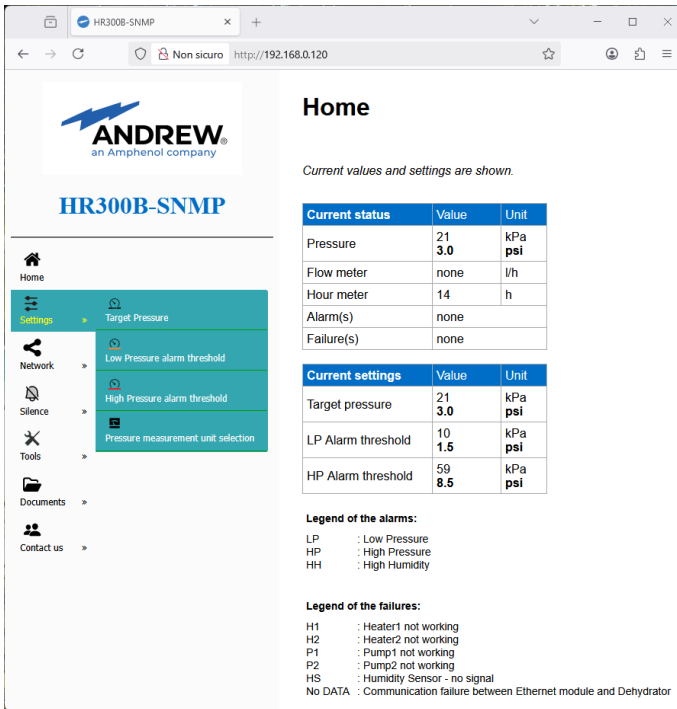 HR300B-SNMP
Non sicuro http://192.168.0.120
ANDREW®
an Amphenol company
HR300B-SNMP
Home
Settings »
Target Pressure
Low Pressure alarm threshold
High Pressure alarm threshold
Pressure measurement unit selection
Network »
Silence »
Tools »
Documents »
Contact us »
Home
Current values and settings are shown.
Current status Value Unit
Pressure 21 kPa
3.0 psi
Flow meter none l/h
Hour meter 14 h
Alarm(s) none
Failure(s) none
Current settings Value Unit
Target pressure 21 kPa
3.0 psi
LP Alarm threshold 10 kPa
1.5 psi
HP Alarm threshold 59 kPa
8.5 psi
Legend of the alarms:
LP : Low Pressure
HP : High Pressure
HH : High Humidity
Legend of the failures:
H1 : Heater1 not working
H2 : Heater2 not working
P1 : Pump1 not working
P2 : Pump2 not working
HS : Humidity Sensor - no signal
No DATA : Communication failure between Ethernet module and Dehydrator